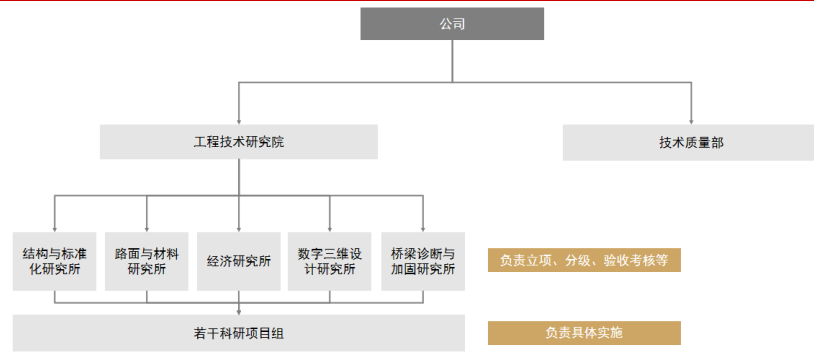 公司
工程技术研究院
技术质量部
结构与标准
化研究所
路面与材料
研究所
经济研究所
数字三维设
计研究所
桥梁诊断与
加固研究所
负责立项、分级、验收考核等
若干科研项目组
负责具体实施